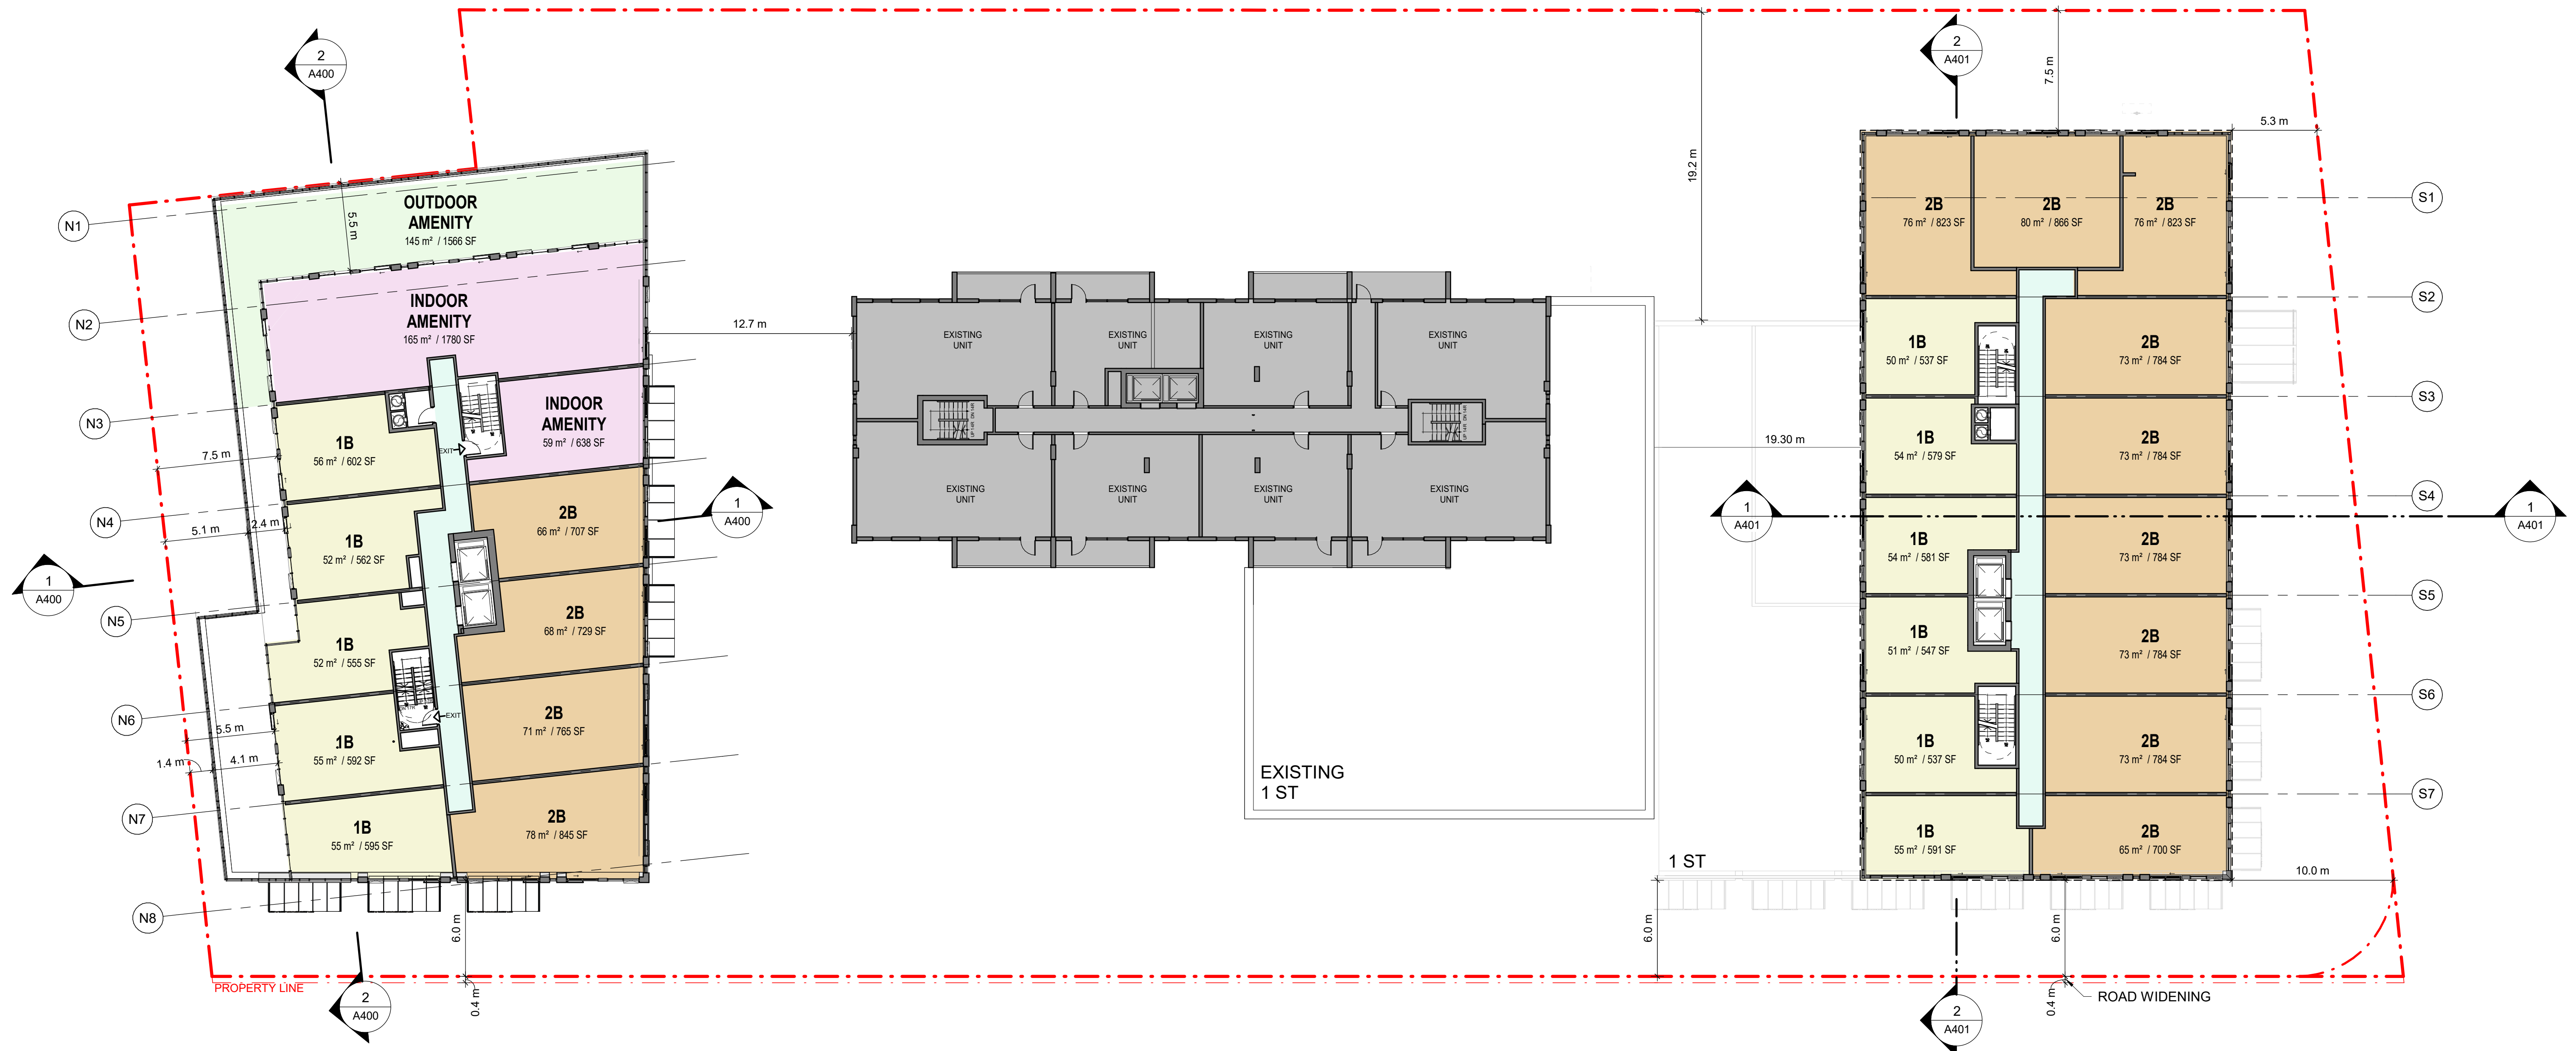 2
A400
2
A401
7.5 m
5.3 m
19.2 m
N1
OUTDOOR
AMENITY
145 m² / 1566 SF
5.5 m
2B
76 m² / 823 SF
2B
80 m² / 866 SF
2B
76 m² / 823 SF
S1
N2
INDOOR
AMENITY
165 m² / 1780 SF
12.7 m
EXISTING
UNIT
EXISTING
UNIT
EXISTING
UNIT
EXISTING
UNIT
S2
1B
50 m² / 537 SF
2B
73 m² / 784 SF
N3
INDOOR
AMENITY
59 m² / 638 SF
S3
1B
56 m² / 602 SF
EXIT
UP 14R DN 14R
UP 14R DN 14R
7.5 m
19.30 m
1B
54 m² / 579 SF
2B
73 m² / 784 SF
EXISTING
UNIT
EXISTING
UNIT
EXISTING
UNIT
EXISTING
UNIT
S4
N4
5.1 m
2.4 m
1B
52 m² / 562 SF
2B
66 m² / 707 SF
1
A400
1
A401
1
A401
1B
54 m² / 581 SF
2B
73 m² / 784 SF
1
A400
S5
N5
1B
52 m² / 555 SF
2B
68 m² / 729 SF
1B
51 m² / 547 SF
2B
73 m² / 784 SF
S6
N6
5.5 m
EXIT
1.4 m
4.1 m
1B
55 m² / 592 SF
2B
71 m² / 765 SF
1B
50 m² / 537 SF
2B
73 m² / 784 SF
EXISTING
1 ST
S7
N7
1B
55 m² / 595 SF
2B
78 m² / 845 SF
1B
55 m² / 591 SF
2B
65 m² / 700 SF
1 ST
10.0 m
N8
6.0 m
6.0 m
6.0 m
PROPERTY LINE
0.4 m
0.4 m
ROAD WIDENING
2
A400
2
A401